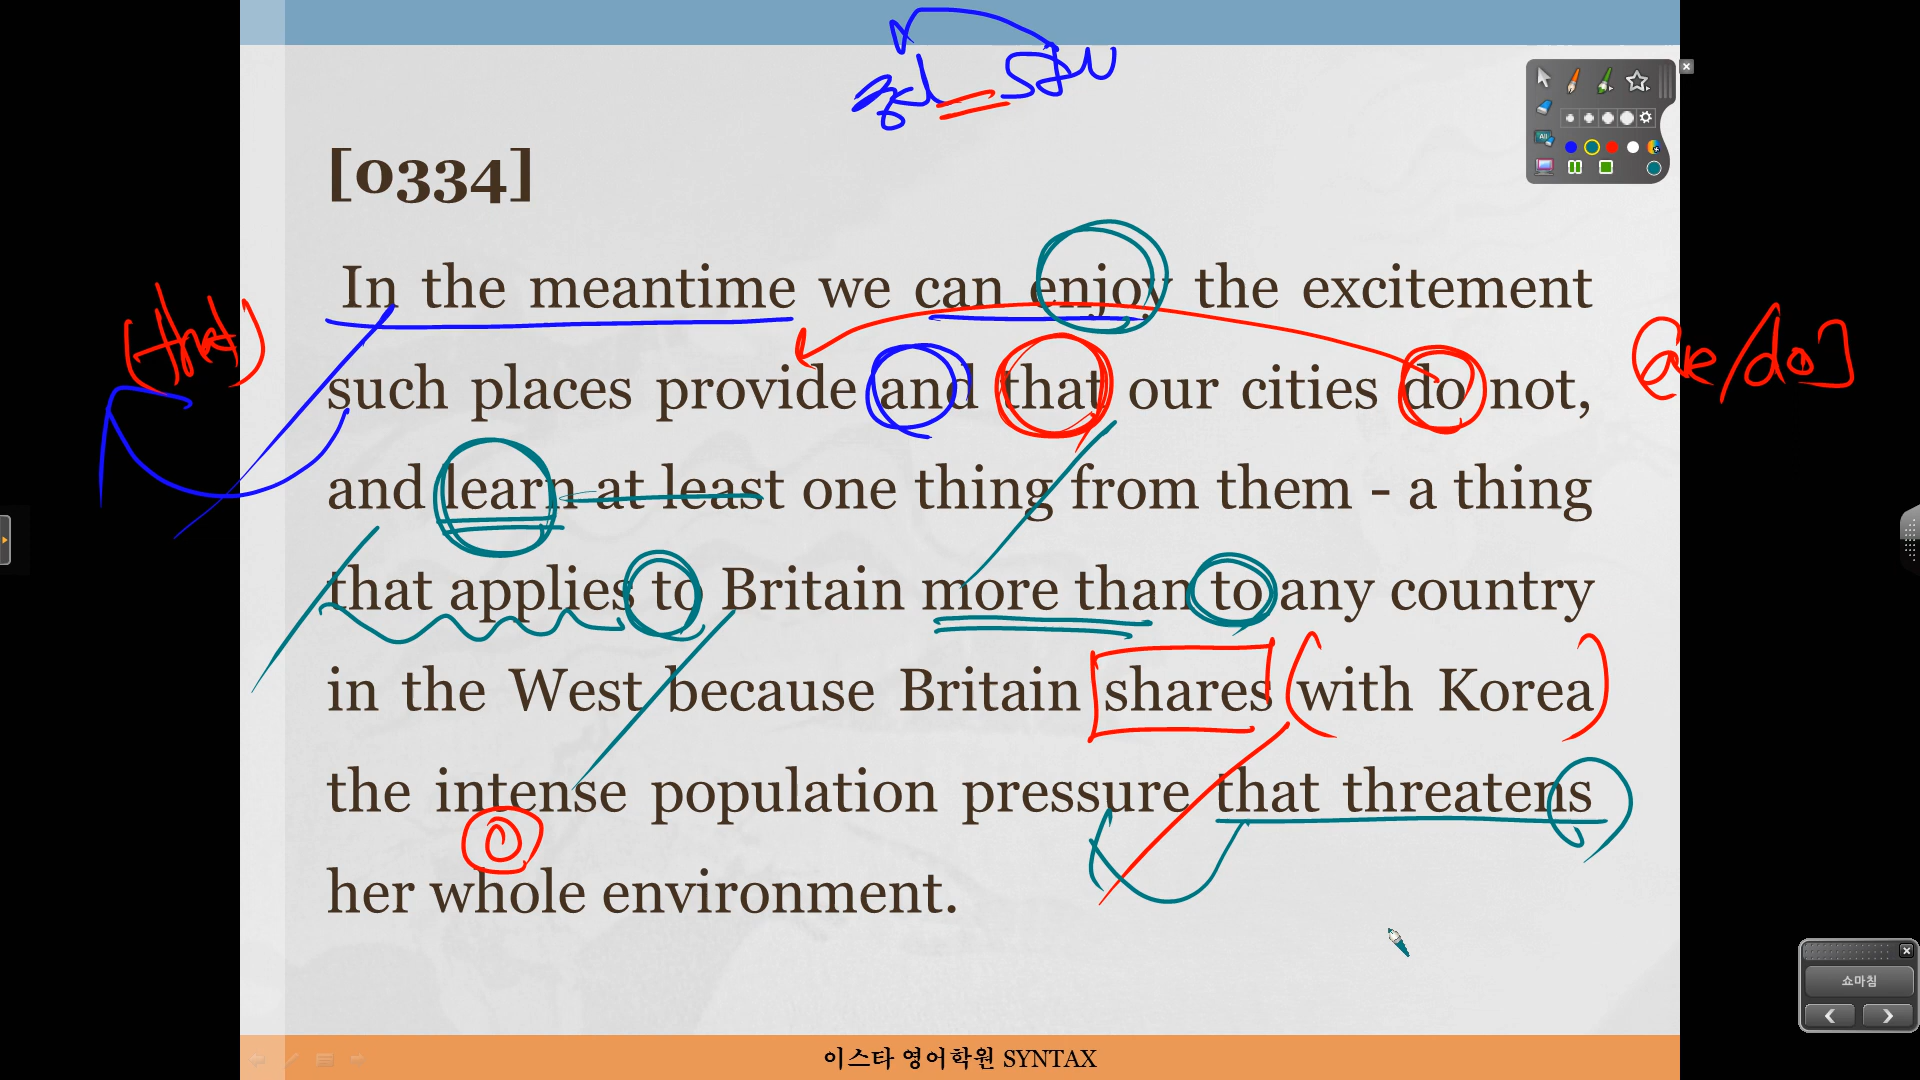 [0334]
In the meantime we can enjoy the excitement
(that) such places provide and that our cities do not, [are/do]
and learn at least one thing from them - a thing
that applies to Britain more than to any country
in the West because Britain shares (with Korea)
the intense population pressure that threatens
her whole environment.
쇼마침
이스타 영어학원 SYNTAX